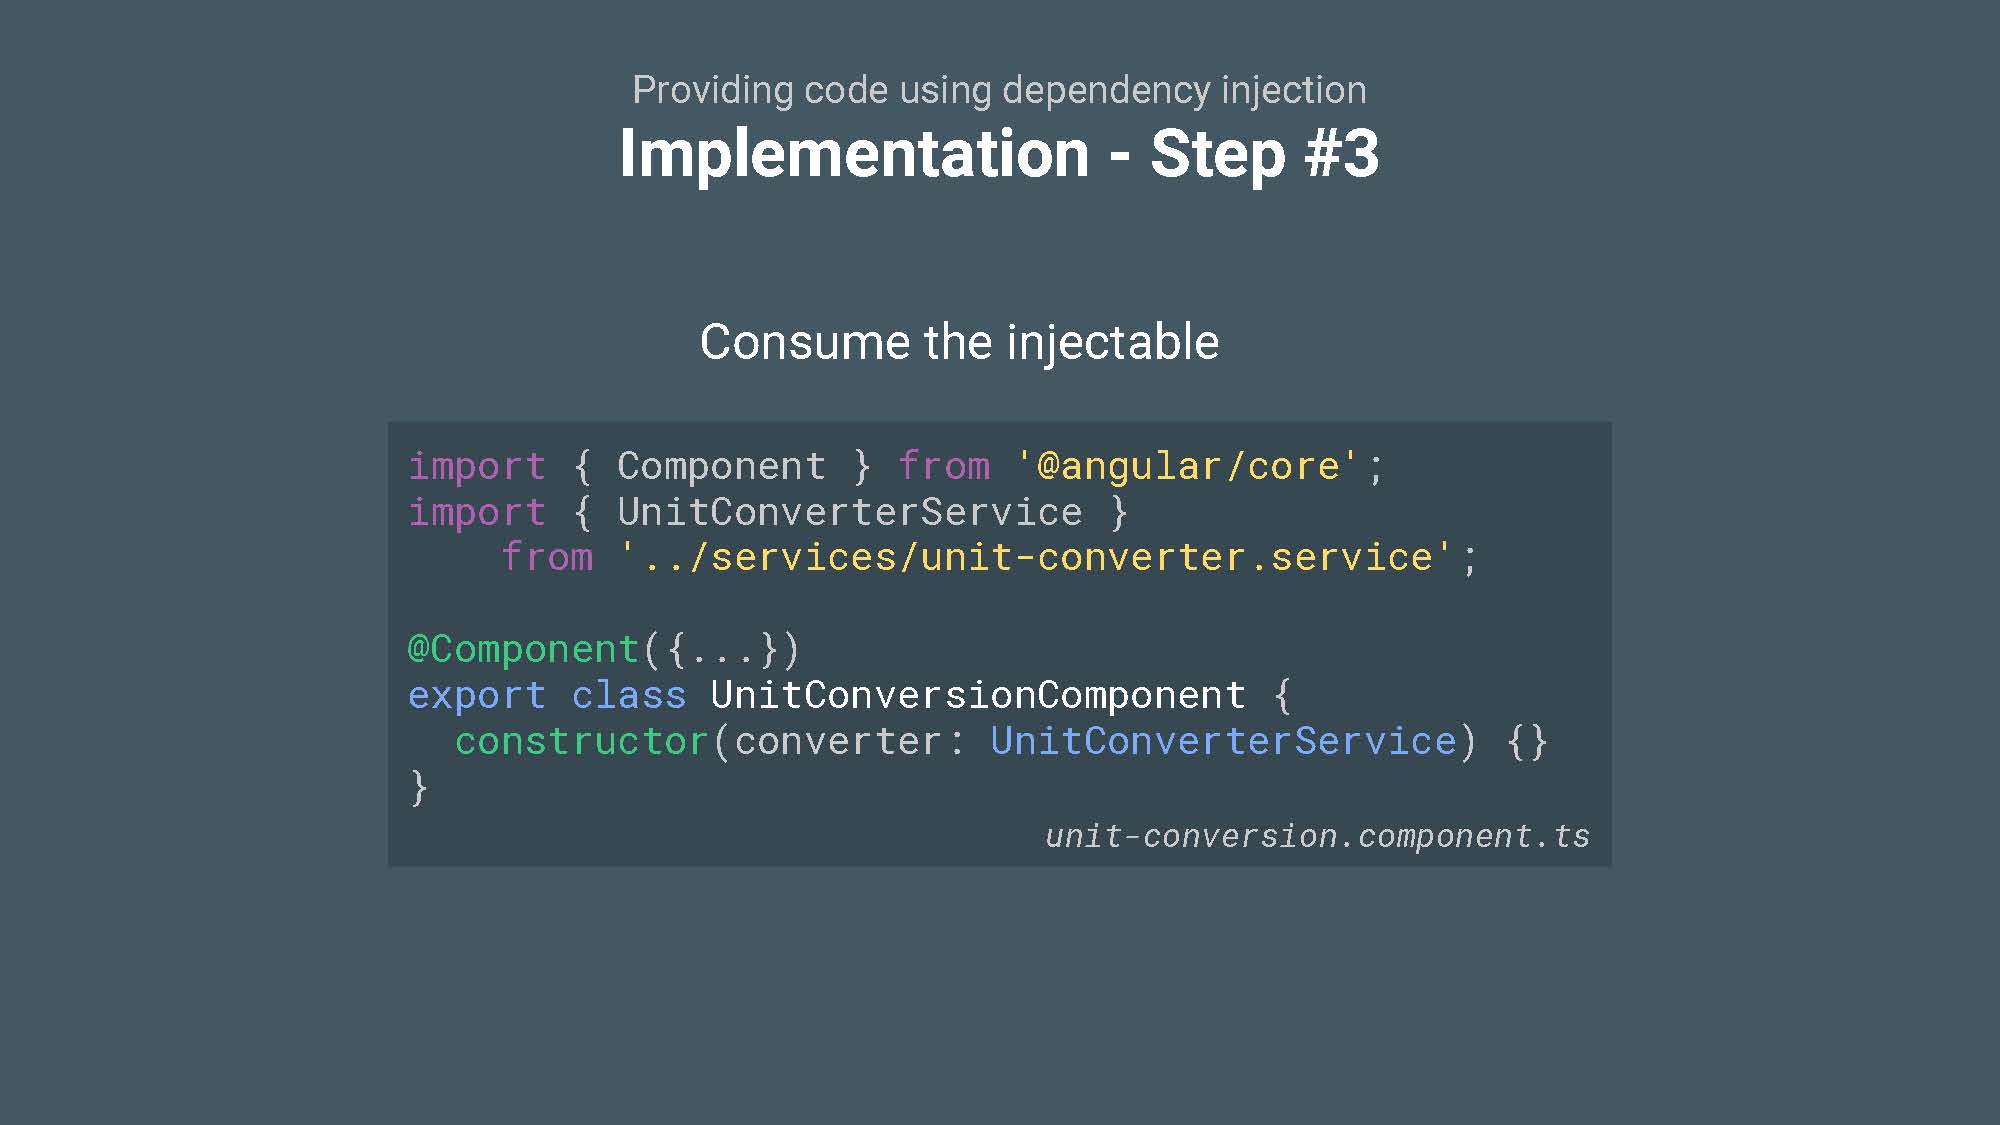 Providing code using dependency injection
Implementation - Step #3
Consume the injectable
import { Component } from '@angular/core';
import { UnitConverterService }
    from '../services/unit-converter.service';
@Component({...})
export class UnitConversionComponent {
  constructor(converter: UnitConverterService) {}
}
unit-conversion.component.ts